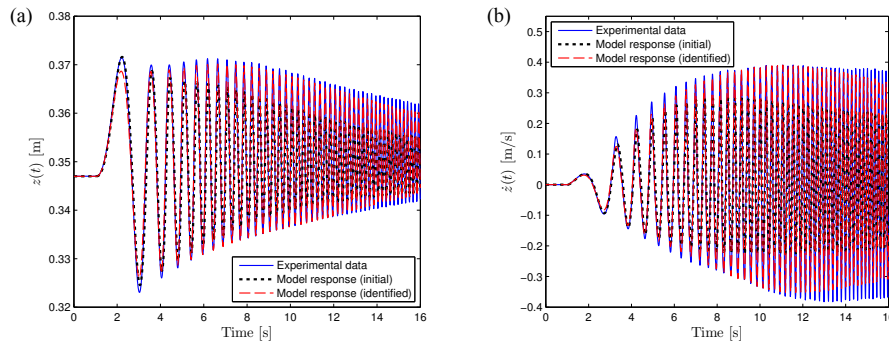 (a)
0.38
0.37
0.36
0.35
0.34
0.33
0.32
z(t) [m]
0 2 4 6 8 10 12 14 16
Time [s]
Experimental data
Model response (initial)
Model response (identified)
(b)
0.5
0.4
0.3
0.2
0.1
0
−0.1
−0.2
−0.3
−0.4
ż(t) [m/s]
0 2 4 6 8 10 12 14 16
Time [s]
Experimental data
Model response (initial)
Model response (identified)